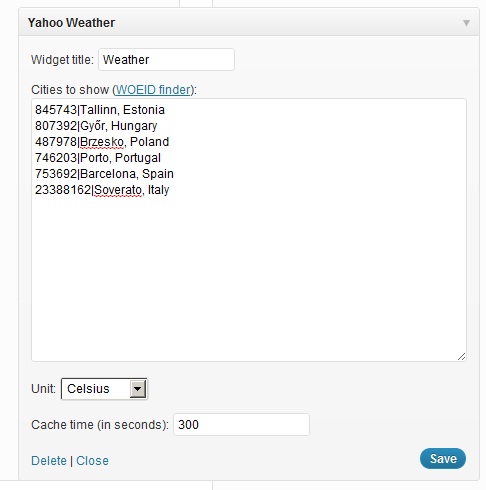 Yahoo Weather
Widget title: Weather
Cities to show (WOEID finder):
845743|Tallinn, Estonia
807392|Győr, Hungary
487978|Brzesko, Poland
746203|Porto, Portugal
753692|Barcelona, Spain
23388162|Soverato, Italy
Unit: Celsius
Cache time (in seconds): 300
Delete | Close Save